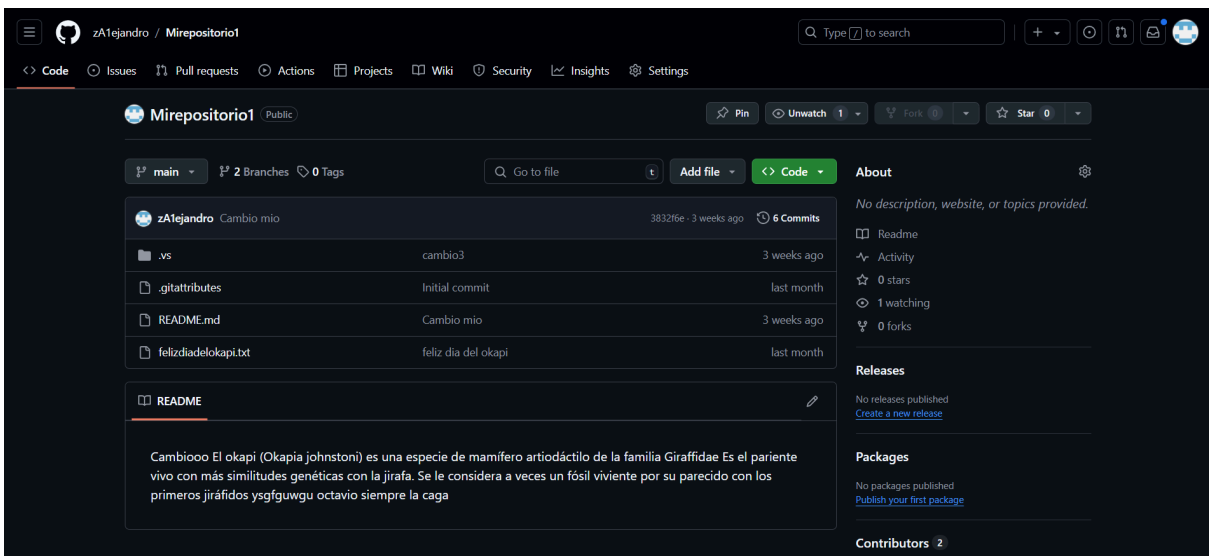 zA1ejandro / Mirepositorio1
Type / to search
Code Issues Pull requests Actions Projects Wiki Security Insights Settings
Mirepositorio1 Public
Pin Unwatch 1 Fork 0 Star 0
main 2 Branches 0 Tags Go to file t Add file Code
zA1ejandro Cambio mio 3832f6e · 3 weeks ago 6 Commits
.vs cambio3 3 weeks ago
.gitattributes Initial commit last month
README.md Cambio mio 3 weeks ago
felizdiadelokapi.txt feliz dia del okapi last month
README
Cambiooo El okapi (Okapia johnstoni) es una especie de mamífero artiodáctilo de la familia Giraffidae Es el pariente
vivo con más similitudes genéticas con la jirafa. Se le considera a veces un fósil viviente por su parecido con los
primeros jiráfidos ysgfguwgu octavio siempre la caga
About
No description, website, or topics provided.
Readme
Activity
0 stars
1 watching
0 forks
Releases
No releases published
Create a new release
Packages
No packages published
Publish your first package
Contributors 2